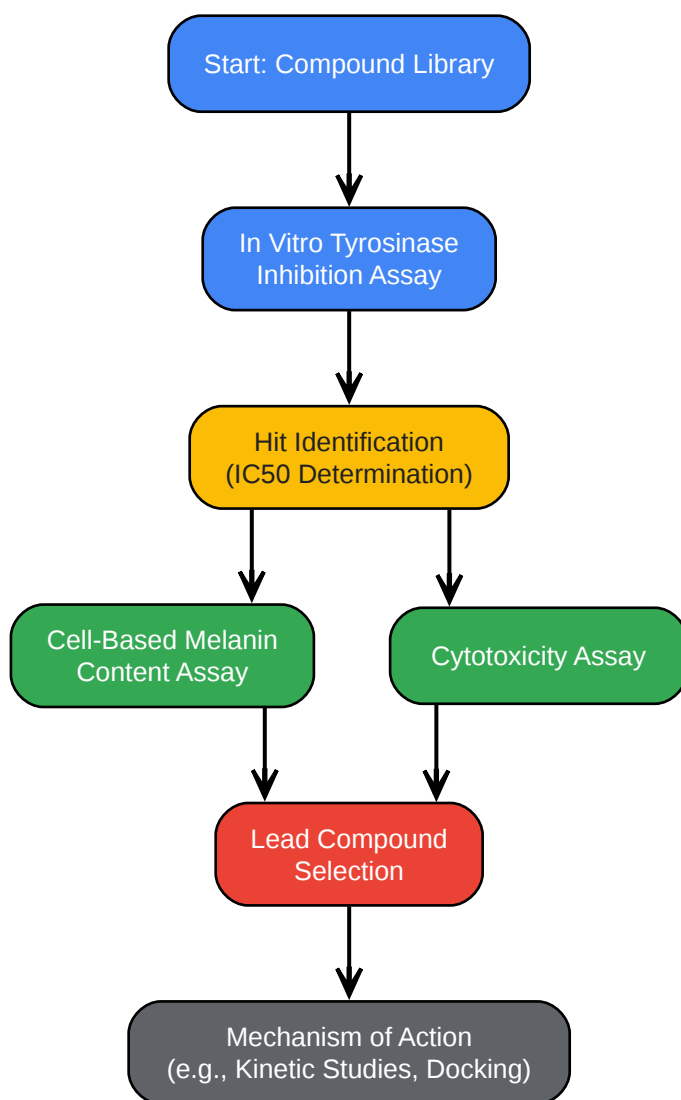 Start: Compound Library
In Vitro Tyrosinase
Inhibition Assay
Hit Identification
(IC50 Determination)
Cell-Based Melanin
Content Assay
Cytotoxicity Assay
Lead Compound
Selection
Mechanism of Action
(e.g., Kinetic Studies, Docking)